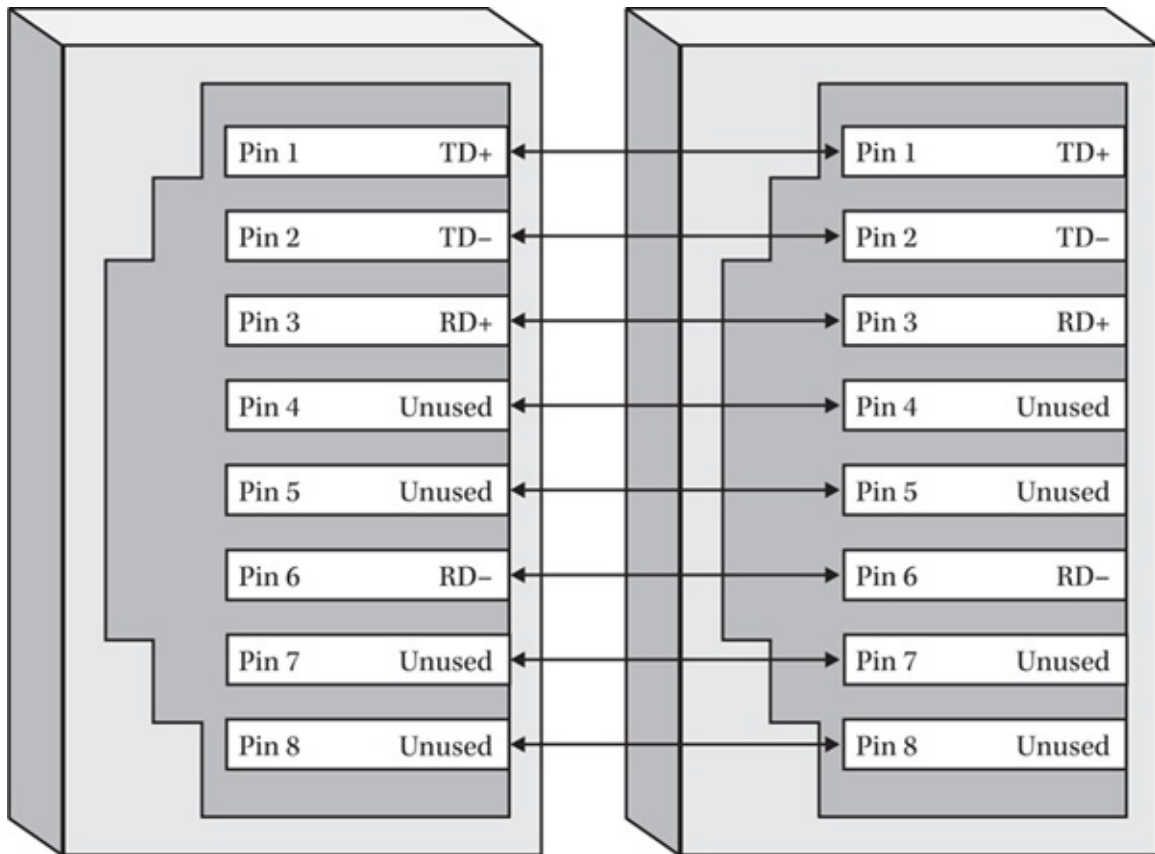 Pin 1 TD+
Pin 2 TD–
Pin 3 RD+
Pin 4 Unused
Pin 5 Unused
Pin 6 RD–
Pin 7 Unused
Pin 8 Unused
Pin 1 TD+
Pin 2 TD–
Pin 3 RD+
Pin 4 Unused
Pin 5 Unused
Pin 6 RD–
Pin 7 Unused
Pin 8 Unused